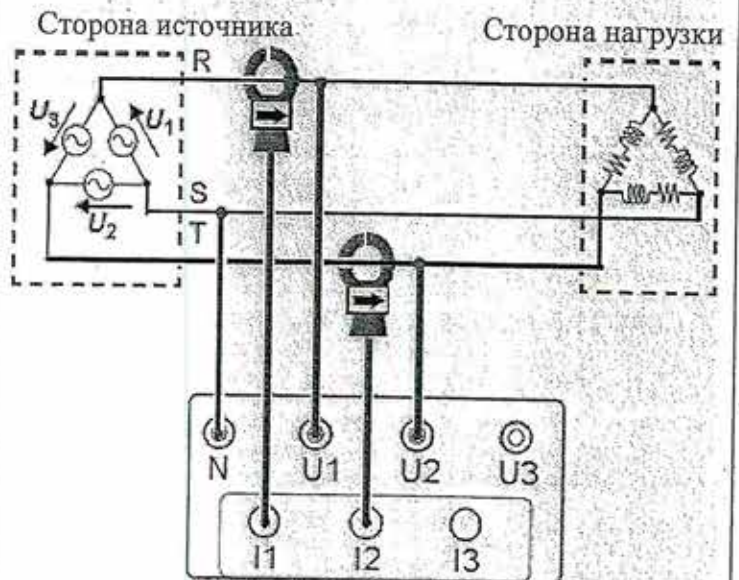 Сторона источника
Сторона нагрузки
R
U3
U1
S
U2
T
N
U1
U2
U3
I1
I2
I3